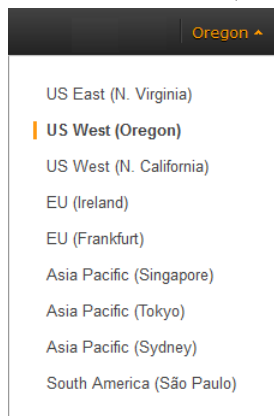 Oregon
US East (N. Virginia)
US West (Oregon)
US West (N. California)
EU (Ireland)
EU (Frankfurt)
Asia Pacific (Singapore)
Asia Pacific (Tokyo)
Asia Pacific (Sydney)
South America (São Paulo)